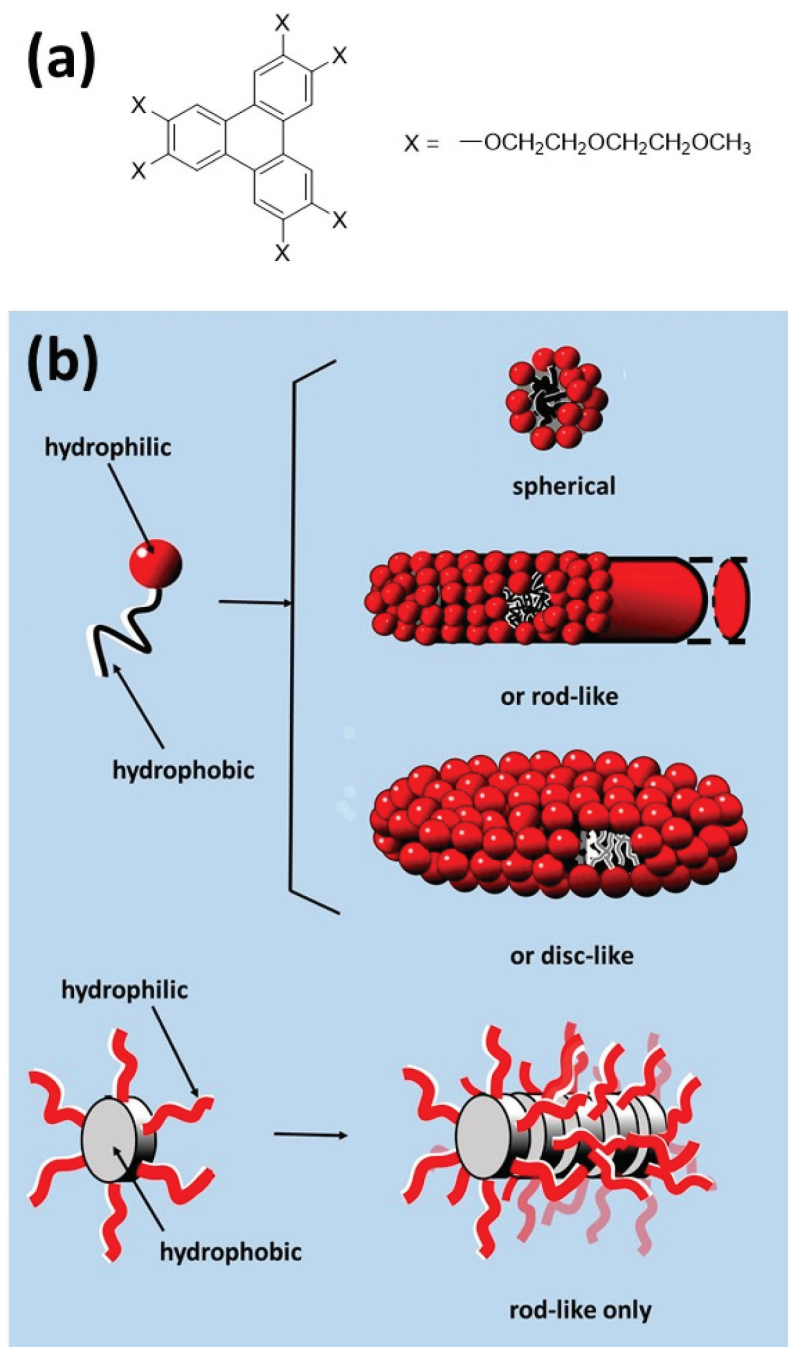 (a)
X
X
X
X
X
X
X = —OCH₂CH₂OCH₂CH₂OCH₃
(b)
hydrophilic
hydrophobic
spherical
or rod-like
or disc-like
hydrophilic
hydrophobic
rod-like only